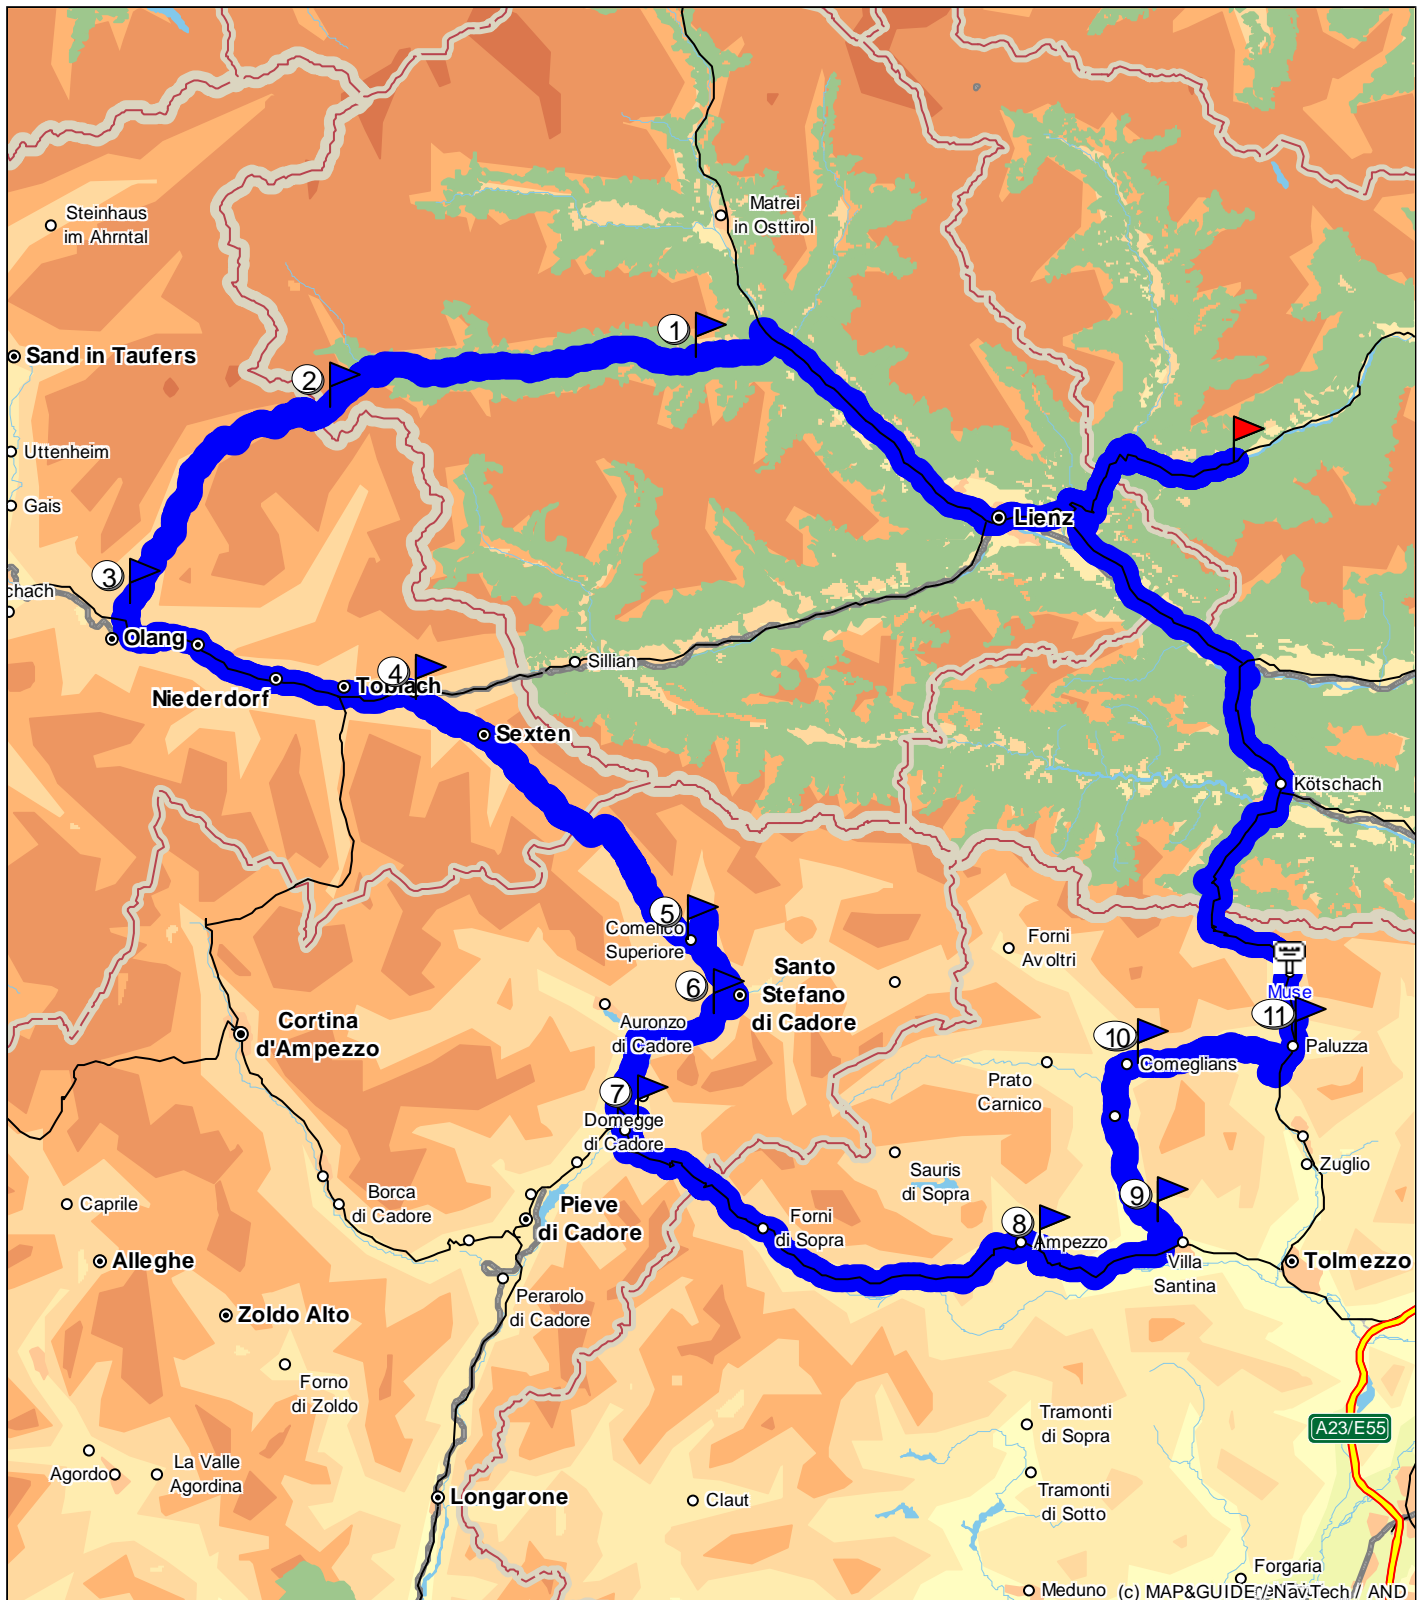 Matrei
in Osttirol
Steinhaus
im Ahrntal
1
Sand in Taufers
2
Uttenheim
Gais
Lienz
3
chach
Olang
Sillian
4
Toblach
Niederdorf
Sexten
Kötschach
5
Comelico
Superiore
Forni
Avoltri
Santo
Stefano
di Cadore
6
Muse
11
Cortina
d'Ampezzo
Auronzo
di Cadore
10
Paluzza
Comeglians
Prato
Carnico
7
Domegge
di Cadore
Zuglio
Sauris
di Sopra
9
Caprile
Borca
di Cadore
Pieve
di Cadore
Forni
di Sopra
8
Ampezzo
Villa
Santina
Tolmezzo
Alleghe
Perarolo
di Cadore
Zoldo Alto
Forno
di Zoldo
Tramonti
di Sopra
A23/E55
Agordo
La Valle
Agordina
Longarone
Claut
Tramonti
di Sotto
Forgaria
Meduno
(c) MAP&GUIDE / NavTech / AND